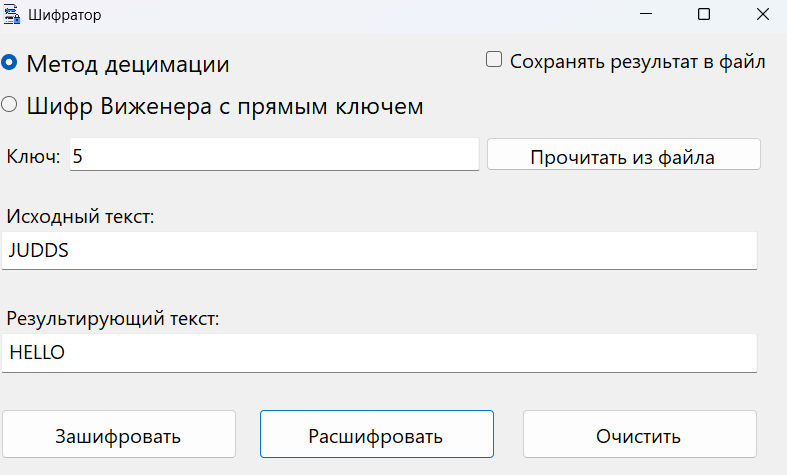 Шифратор
Метод децимации
Сохранять результат в файл
Шифр Виженера с прямым ключем
Ключ: 5
Прочитать из файла
Исходный текст:
JUDDS
Результирующий текст:
HELLO
Зашифровать
Расшифровать
Очистить